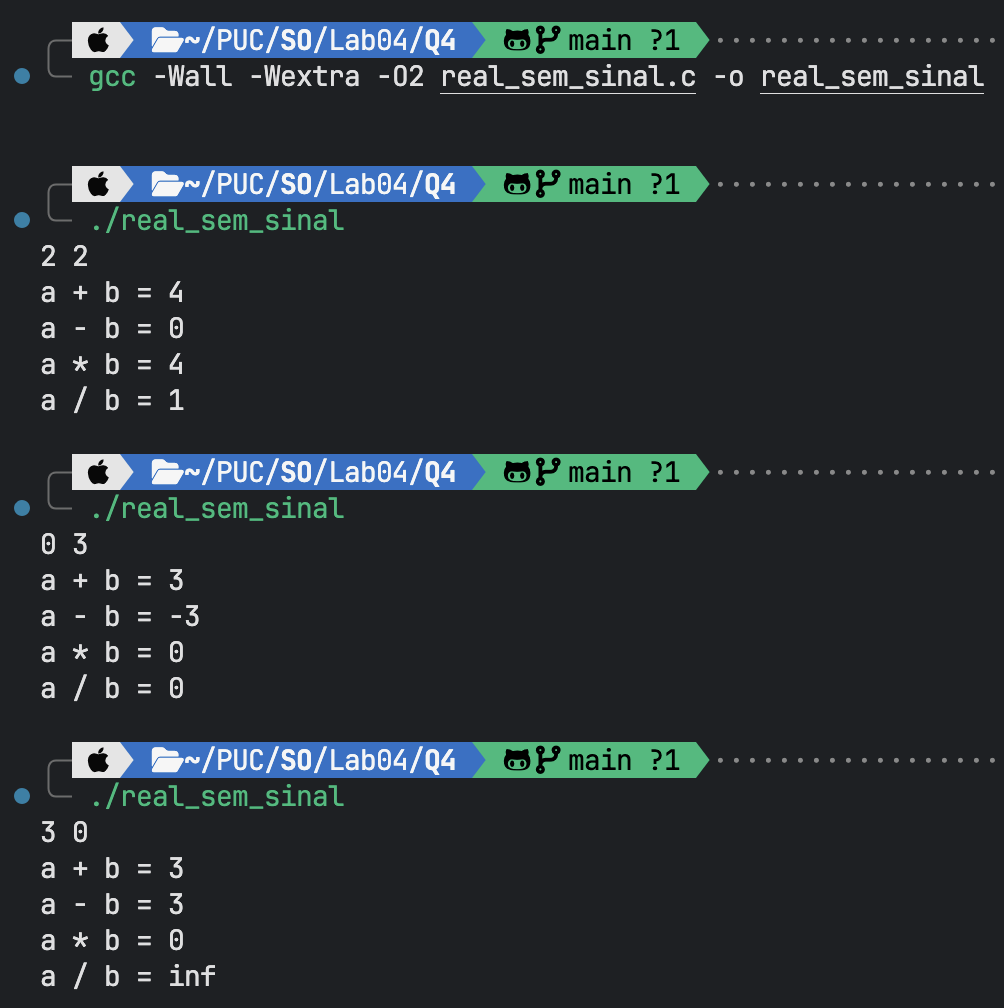 ~/PUC/SO/Lab04/Q4 main ?1
gcc -Wall -Wextra -O2 real_sem_sinal.c -o real_sem_sinal
~/PUC/SO/Lab04/Q4 main ?1
./real_sem_sinal
2 2
a + b = 4
a - b = 0
a * b = 4
a / b = 1
~/PUC/SO/Lab04/Q4 main ?1
./real_sem_sinal
0 3
a + b = 3
a - b = -3
a * b = 0
a / b = 0
~/PUC/SO/Lab04/Q4 main ?1
./real_sem_sinal
3 0
a + b = 3
a - b = 3
a * b = 0
a / b = inf